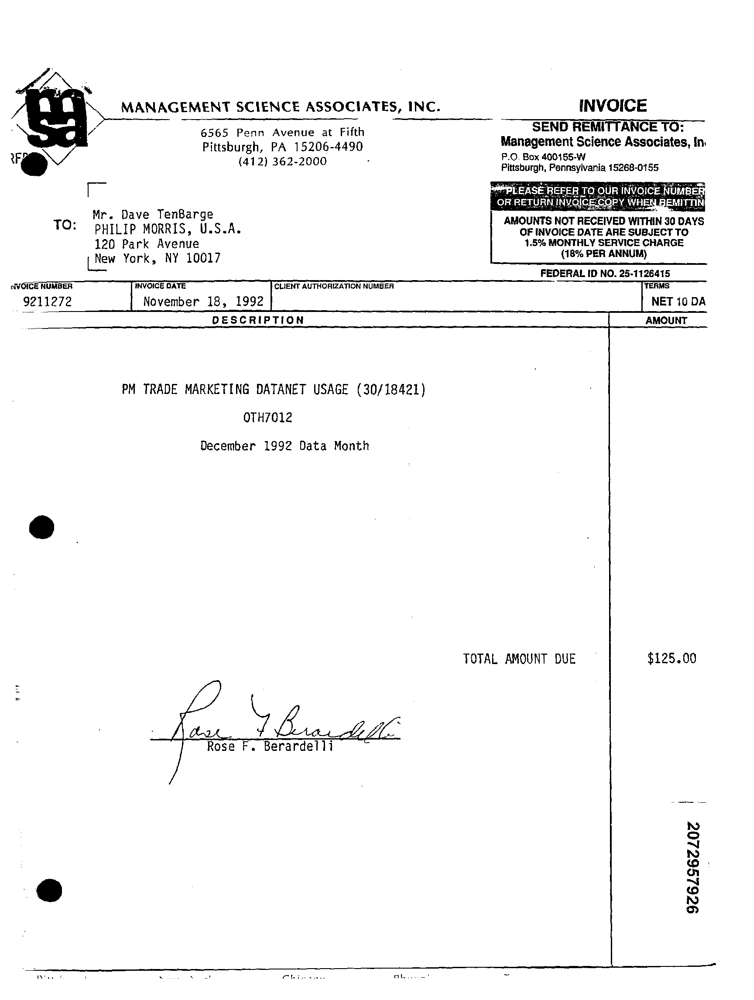 msa
MANAGEMENT SCIENCE ASSOCIATES, INC.
6565 Penn Avenue at Fifth
Pittsburgh, PA 15206-4490
(412) 362-2000
INVOICE
SEND REMITTANCE TO:
Management Science Associates, In
P.O. Box 400155-W
Pittsburgh, Pennsylvania 15268-0155
PLEASE REFER TO OUR INVOICE NUMBER
OR RETURN INVOICE COPY WHEN REMITTIN
AMOUNTS NOT RECEIVED WITHIN 30 DAYS
OF INVOICE DATE ARE SUBJECT TO
1.5% MONTHLY SERVICE CHARGE
(18% PER ANNUM)
FEDERAL ID NO. 25-1126415
TO:
Mr. Dave TenBarge
PHILIP MORRIS, U.S.A.
120 Park Avenue
New York, NY 10017
NVOICE NUMBER INVOICE DATE CLIENT AUTHORIZATION NUMBER TERMS
9211272 November 18, 1992 NET 10 DA
DESCRIPTION AMOUNT
PM TRADE MARKETING DATANET USAGE (30/18421)
OTH7012
December 1992 Data Month
TOTAL AMOUNT DUE $125.00
Rose F Berardelli
Rose F. Berardelli
2072957926